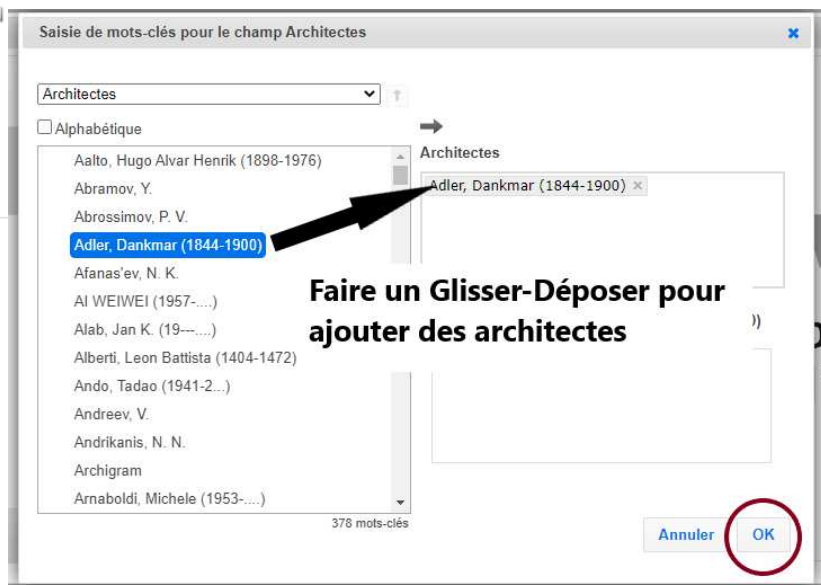 Saisie de mots-clés pour le champ Architectes
Architectes
Alphabétique
Aalto, Hugo Alvar Henrik (1898-1976)
Abramov, Y.
Abrossimov, P. V.
Adler, Dankmar (1844-1900)
Afanas'ev, N. K.
AI WEIWEI (1957-....)
Alab, Jan K. (19---....)
Alberti, Leon Battista (1404-1472)
Ando, Tadao (1941-2...)
Andreev, V.
Andrikanis, N. N.
Archigram
Arnaboldi, Michele (1953-....)
378 mots-clés
Architectes
Adler, Dankmar (1844-1900) ×
Faire un Glisser-Déposer pour
ajouter des architectes
Annuler
OK